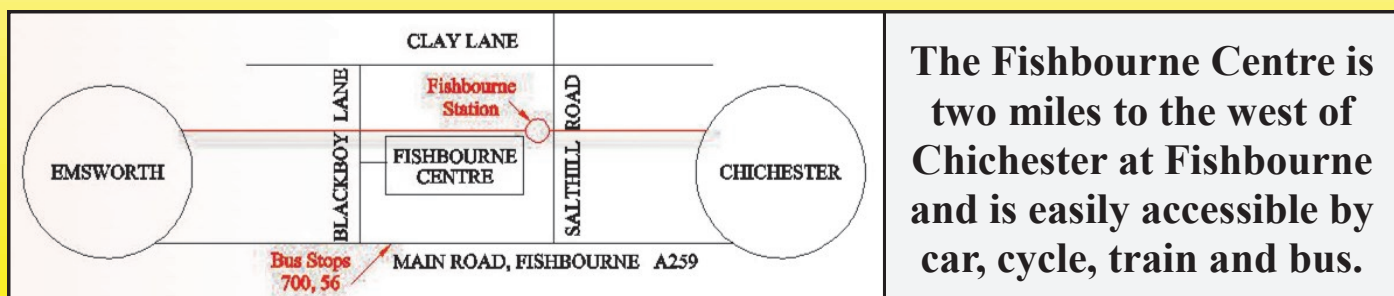 CLAY LANE
BLACKBOY LANE
Fishbourne
Station
SALTHILL ROAD
EMSWORTH
FISHBOURNE
CENTRE
CHICHESTER
Bus Stops
700, 56
MAIN ROAD, FISHBOURNE A259
The Fishbourne Centre is
two miles to the west of
Chichester at Fishbourne
and is easily accessible by
car, cycle, train and bus.